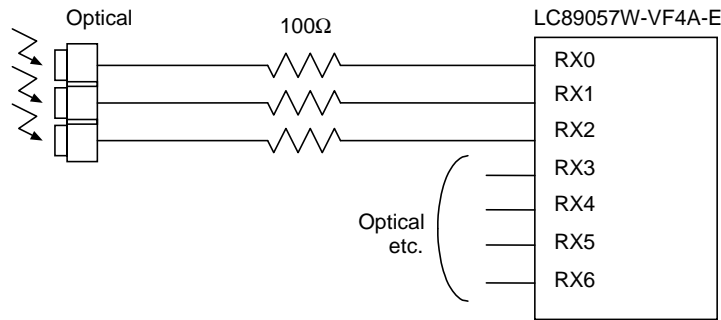 Optical
100Ω
LC89057W-VF4A-E
RX0
RX1
RX2
RX3
RX4
RX5
RX6
Optical
etc.